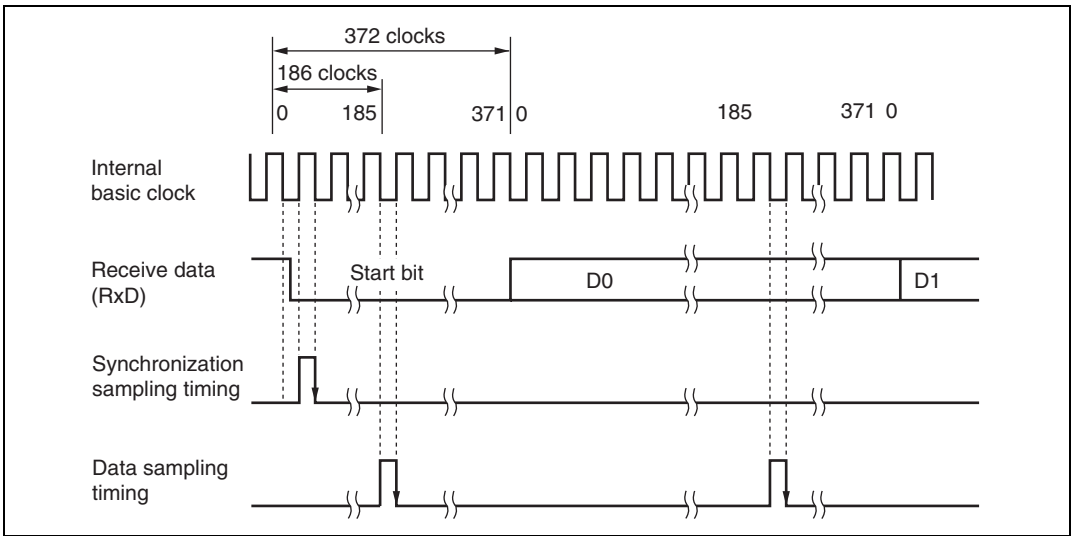 372 clocks
186 clocks
0 185 371 0 185 371 0
Internal
basic clock
Receive data
(RxD)
Start bit D0 D1
Synchronization
sampling timing
Data sampling
timing